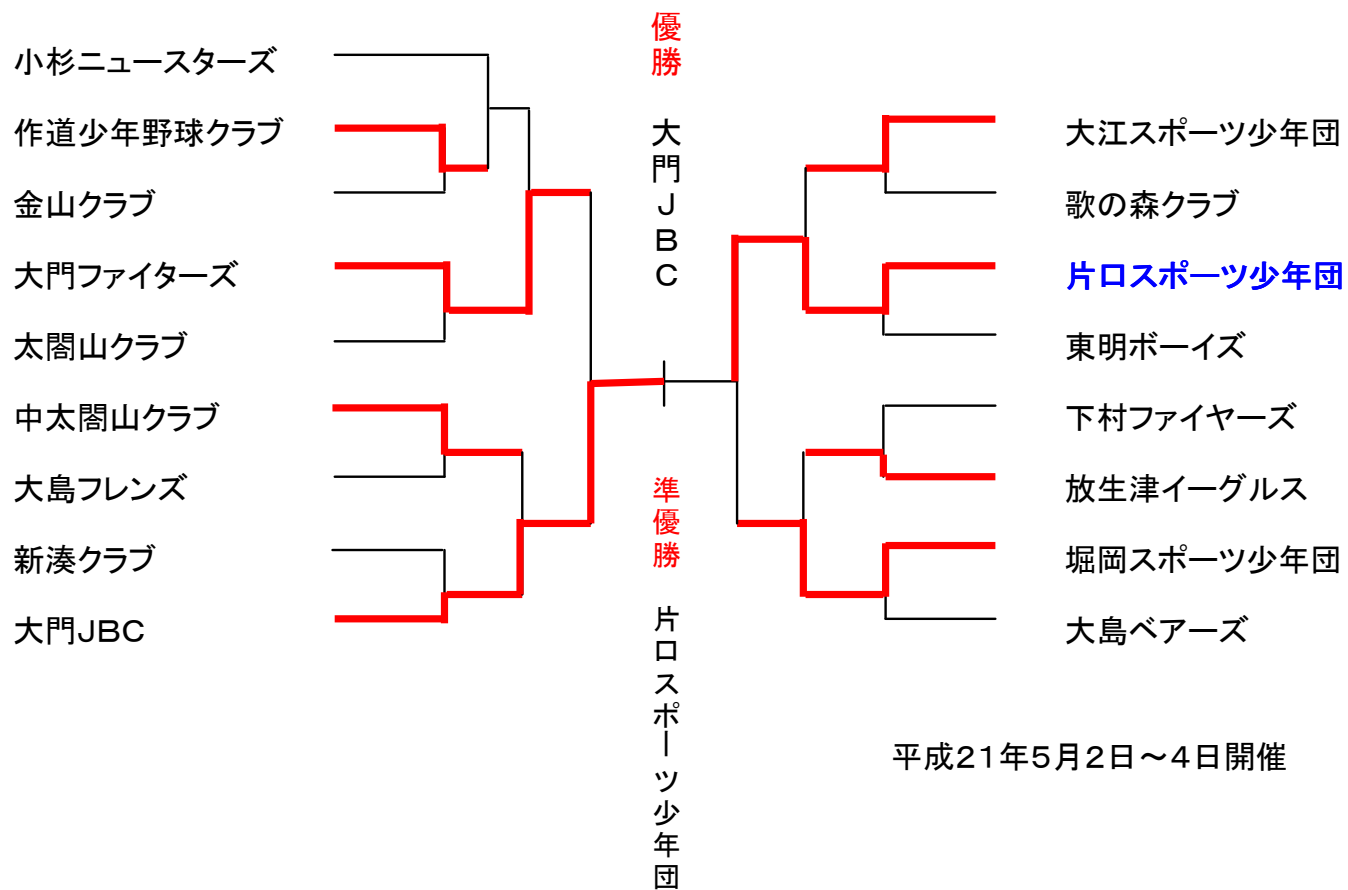 小杉ニュースターズ
作道少年野球クラブ
金山クラブ
大門ファイターズ
太閤山クラブ
中太閤山クラブ
大島フレンズ
新湊クラブ
大門JBC
優勝
大門JBC
準優勝
片口スポーツ少年団
大江スポーツ少年団
歌の森クラブ
片口スポーツ少年団
東明ボーイズ
下村ファイヤーズ
放生津イーグルス
堀岡スポーツ少年団
大島ベアーズ
平成21年5月2日～4日開催